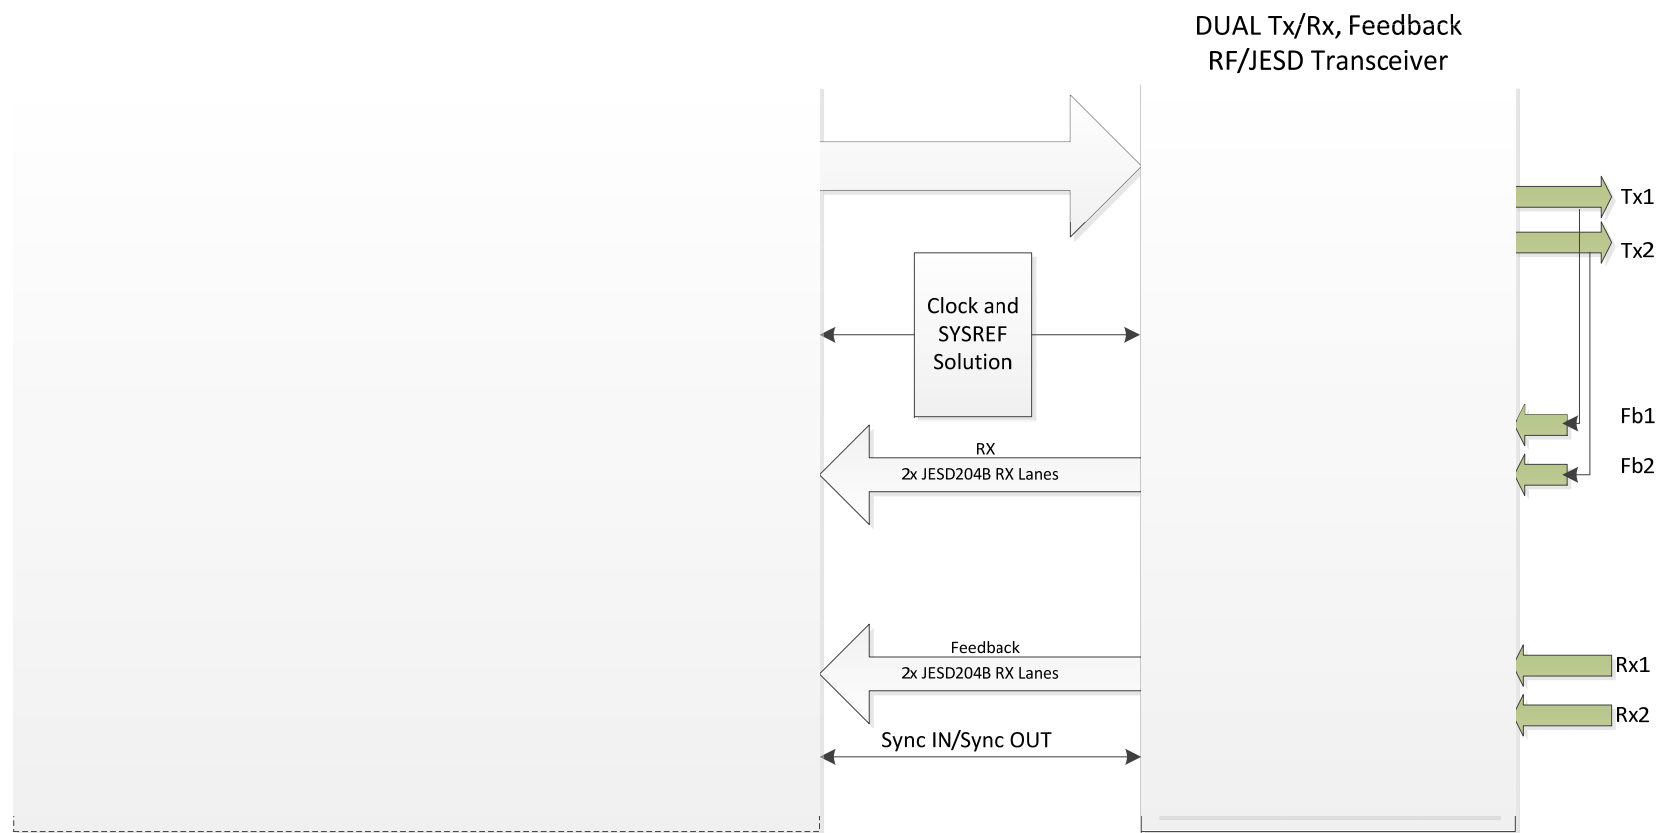 DUAL Tx/Rx, Feedback
RF/JESD Transceiver
Tx1
Tx2
Clock and
SYSREF
Solution
Fb1
RX
Fb2
2x JESD204B RX Lanes
Feedback
Rx1
2x JESD204B RX Lanes
Rx2
Sync IN/Sync OUT